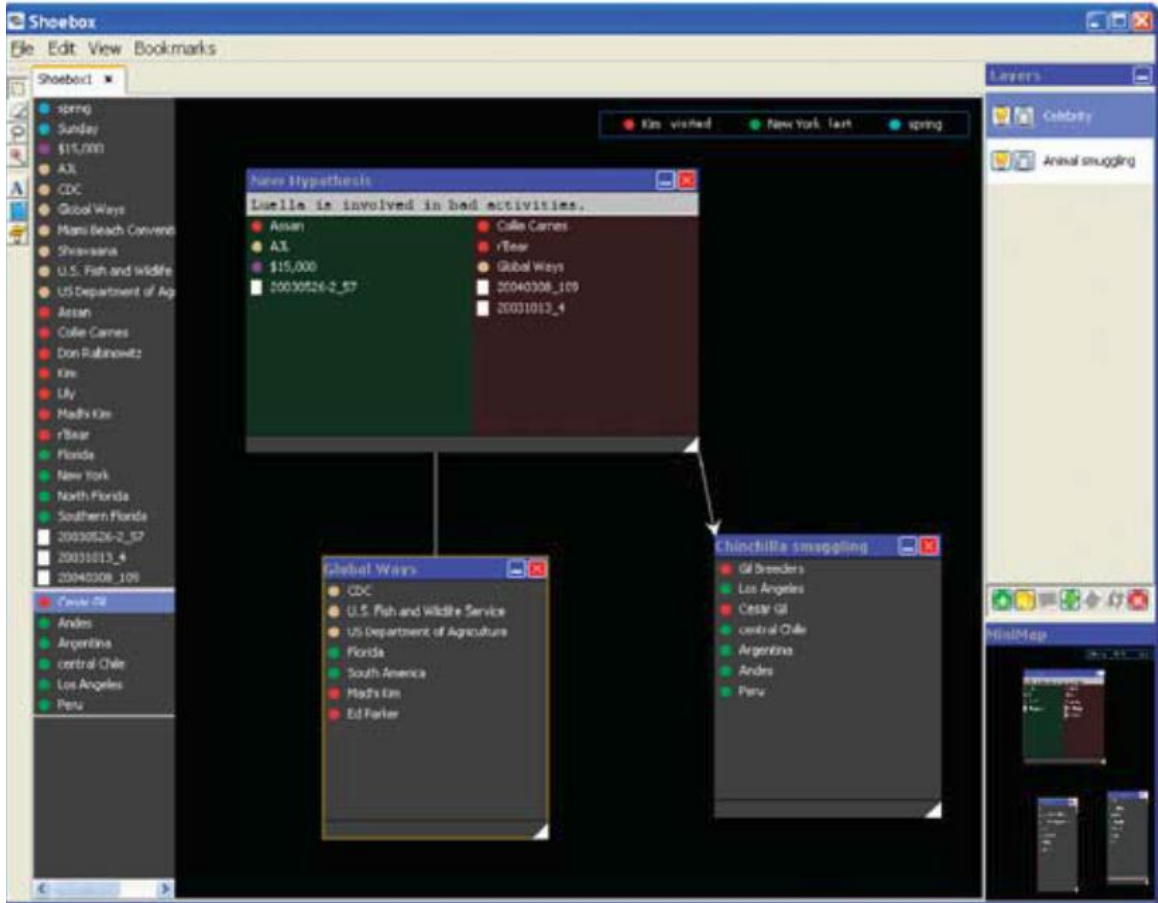 Shoebox
File Edit View Bookmarks
Shoebox1
spring
Sunday
$15,000
AJL
CDC
Global Ways
Miami Beach Conventi
Shravaana
U.S. Fish and Wildlife
US Department of Ag
Assan
Collie Carnes
Don Rabinowitz
Kim
Lily
Madhi Kim
r'Bear
Florida
New York
North Florida
Southern Florida
20030526-2_57
20031013_4
20040308_109
Cesar Gil
Andes
Argentina
central Chile
Los Angeles
Peru
Kim visited New York last spring
New Hypothesis
Luella is involved in bad activities.
Assan
AJL
$15,000
20030526-2_57
Collie Carnes
r'Bear
Global Ways
20040308_109
20031013_4
Global Ways
CDC
U.S. Fish and Wildlife Service
US Department of Agriculture
Florida
South America
Madhi Kim
Ed Parker
Chinchilla smuggling
Gil Breeders
Los Angeles
Cesar Gil
central Chile
Argentina
Andes
Peru
Layers
Celebrity
Animal smuggling
MiniMap